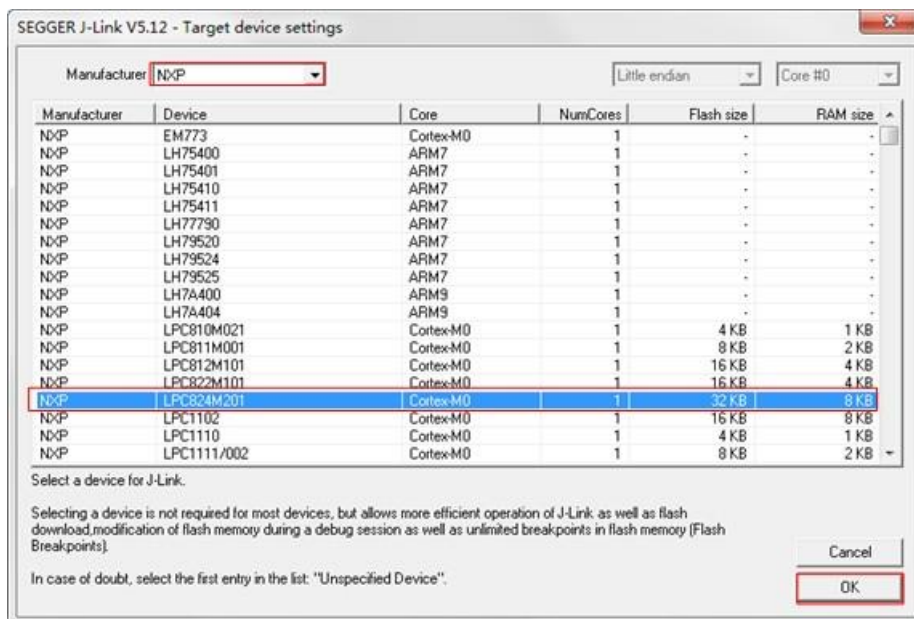 SEGGER J-Link V5.12 - Target device settings
Manufacturer NXP Little endian Core #0
Manufacturer Device Core NumCores Flash size RAM size
NXP EM773 Cortex-M0 1 - -
NXP LH75400 ARM7 1 - -
NXP LH75401 ARM7 1 - -
NXP LH75410 ARM7 1 - -
NXP LH75411 ARM7 1 - -
NXP LH77790 ARM7 1 - -
NXP LH79520 ARM7 1 - -
NXP LH79524 ARM7 1 - -
NXP LH79525 ARM7 1 - -
NXP LH7A400 ARM9 1 - -
NXP LH7A404 ARM9 1 - -
NXP LPC810M021 Cortex-M0 1 4 KB 1 KB
NXP LPC811M001 Cortex-M0 1 8 KB 2 KB
NXP LPC812M101 Cortex-M0 1 16 KB 4 KB
NXP LPC822M101 Cortex-M0 1 16 KB 4 KB
NXP LPC824M201 Cortex-M0 1 32 KB 8 KB
NXP LPC1102 Cortex-M0 1 16 KB 8 KB
NXP LPC1110 Cortex-M0 1 4 KB 1 KB
NXP LPC1111/002 Cortex-M0 1 8 KB 2 KB
Select a device for J-Link.
Selecting a device is not required for most devices, but allows more efficient operation of J-Link as well as flash
download,modification of flash memory during a debug session as well as unlimited breakpoints in flash memory (Flash
Breakpoints).
In case of doubt, select the first entry in the list: "Unspecified Device".
Cancel
OK